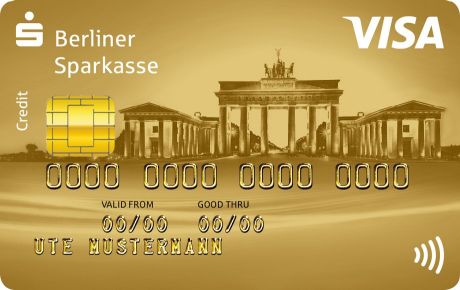 Berliner
Sparkasse
VISA
Credit
0000 0000 0000 0000
VALID FROM GOOD THRU
00/00 00/00
UTE MUSTERMANN